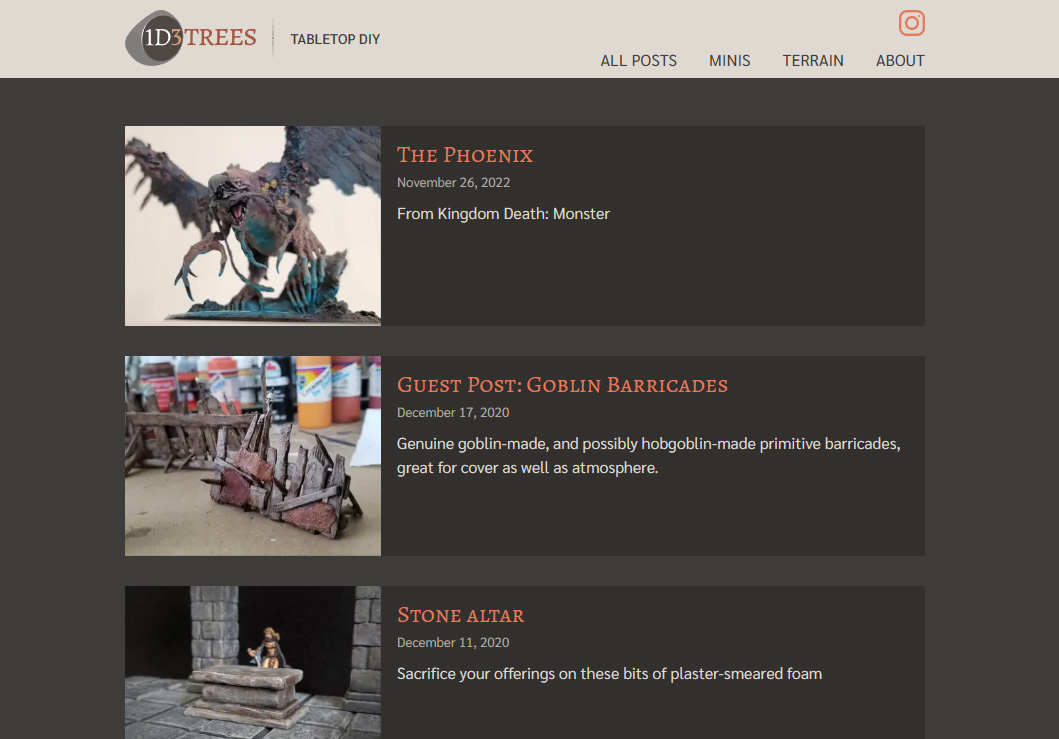 1D3TREES
TABLETOP DIY
ALL POSTS
MINIS
TERRAIN
ABOUT
The Phoenix
November 26, 2022
From Kingdom Death: Monster
Guest Post: Goblin Barricades
December 17, 2020
Genuine goblin-made, and possibly hobgoblin-made primitive barricades,
great for cover as well as atmosphere.
Stone altar
December 11, 2020
Sacrifice your offerings on these bits of plaster-smeared foam